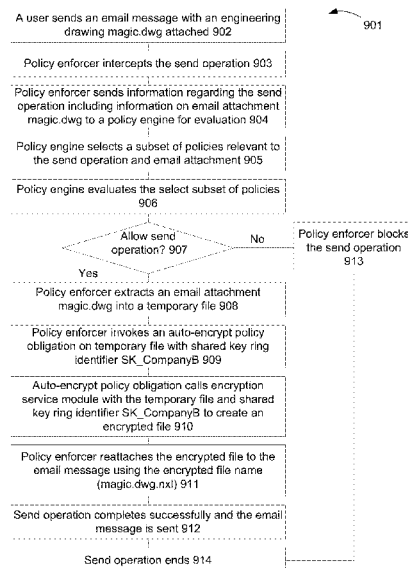 A user sends an email message with an engineering
drawing magic.dwg attached 902
901
Policy enforcer intercepts the send operation 903
Policy enforcer sends information regarding the send
operation including information on email attachment
magic.dwg to a policy engine for evaluation 904
Policy engine selects a subset of policies relevant
to the send operation and email attachment 905
Policy engine evaluates the select subset of policies
906
Allow send
operation? 907
No
Yes
Policy enforcer blocks
the send operation
913
Policy enforcer extracts an email attachment
magic.dwg into a temporary file 908
Policy enforcer invokes an auto-encrypt policy
obligation on temporary file with shared key ring
identifier SK_CompanyB 909
Auto-encrypt policy obligation calls encryption
service module with the temporary file and shared
key ring identifier SK_CompanyB to create an
encrypted file 910
Policy enforcer reattaches the encrypted file to the
email message using the encrypted file name
(magic.dwg.nxl) 911
Send operation completes successfully and the email
message is sent 912
Send operation ends 914